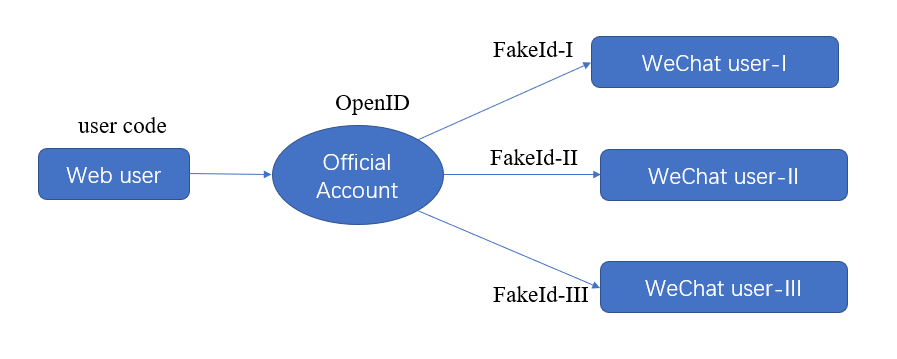 FakeId-I
WeChat user-I
OpenID
user code
Official
Account
FakeId-II
Web user
WeChat user-II
FakeId-III
WeChat user-III